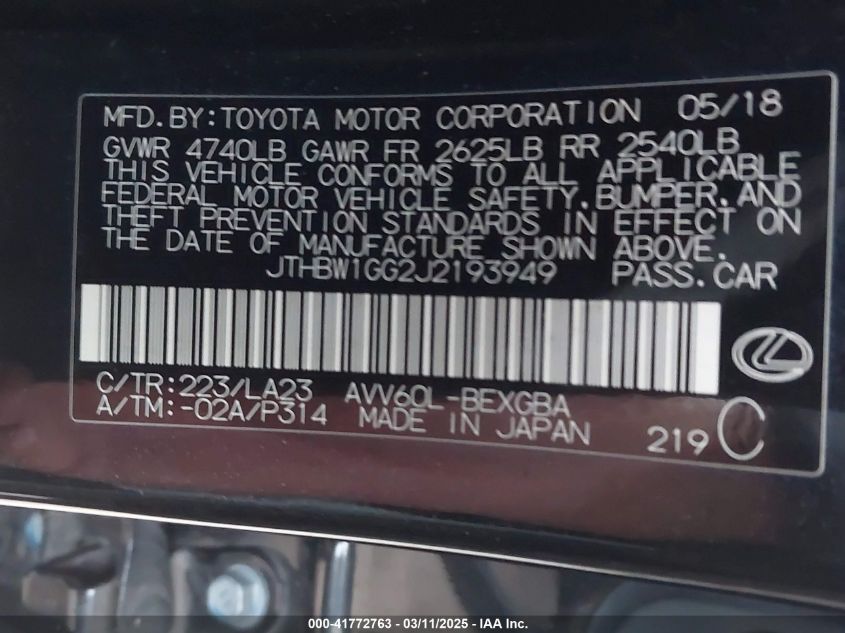 MFD.BY:TOYOTA MOTOR CORPORATION 05/18
GVWR 4740LB GAWR FR 2625LB RR 2540LB
THIS VEHICLE CONFORMS TO ALL APPLICABLE
FEDERAL MOTOR VEHICLE SAFETY,BUMPER,AND
THEFT PREVENTION STANDARDS IN EFFECT ON
THE DATE OF MANUFACTURE SHOWN ABOVE.
JTHBW1GG2J2193949 PASS.CAR
C/TR:223/LA23 AVV60L-BEXGBA
A/TM:-02A/P314 MADE IN JAPAN 219 C
000-41772763 - 03/11/2025 - IAA Inc.